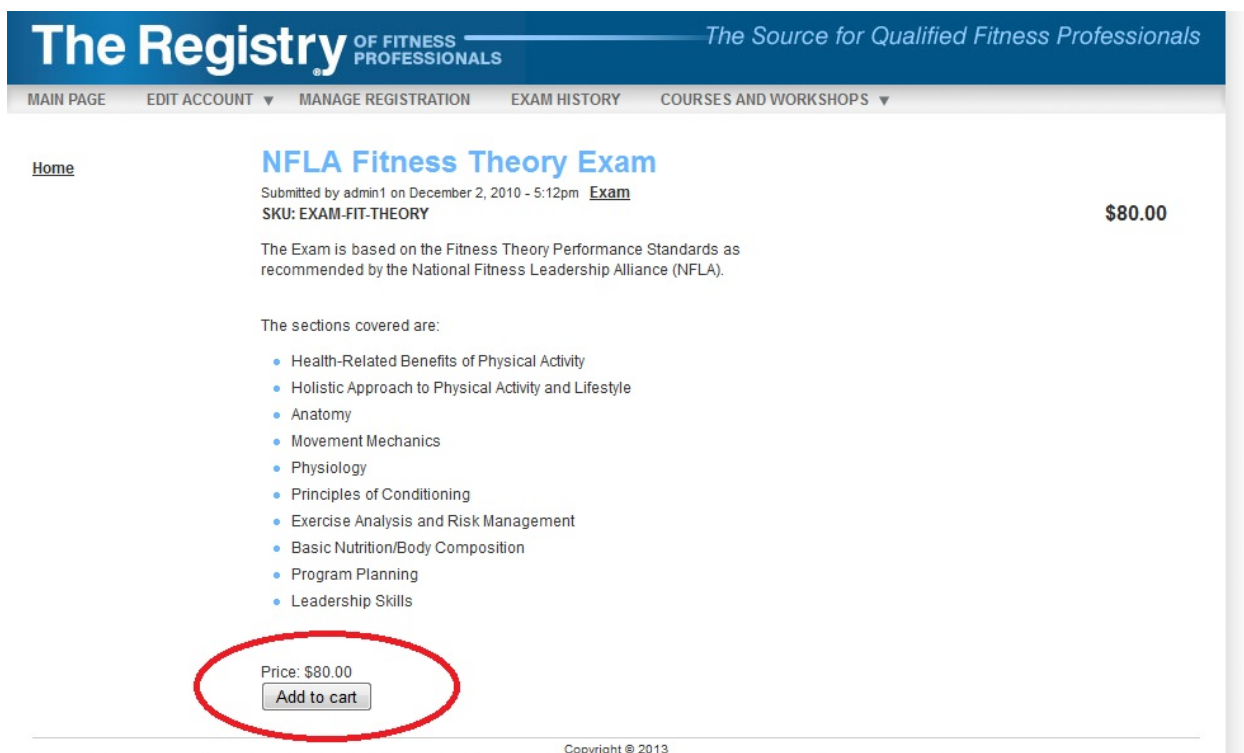 The Registry OF FITNESS PROFESSIONALS
®
The Source for Qualified Fitness Professionals
MAIN PAGE EDIT ACCOUNT ▼ MANAGE REGISTRATION EXAM HISTORY COURSES AND WORKSHOPS ▼
Home
NFLA Fitness Theory Exam
Submitted by admin1 on December 2, 2010 - 5:12pm Exam
SKU: EXAM-FIT-THEORY
$80.00
The Exam is based on the Fitness Theory Performance Standards as
recommended by the National Fitness Leadership Alliance (NFLA).
The sections covered are:
• Health-Related Benefits of Physical Activity
• Holistic Approach to Physical Activity and Lifestyle
• Anatomy
• Movement Mechanics
• Physiology
• Principles of Conditioning
• Exercise Analysis and Risk Management
• Basic Nutrition/Body Composition
• Program Planning
• Leadership Skills
Price: $80.00
Add to cart
Copyright © 2013